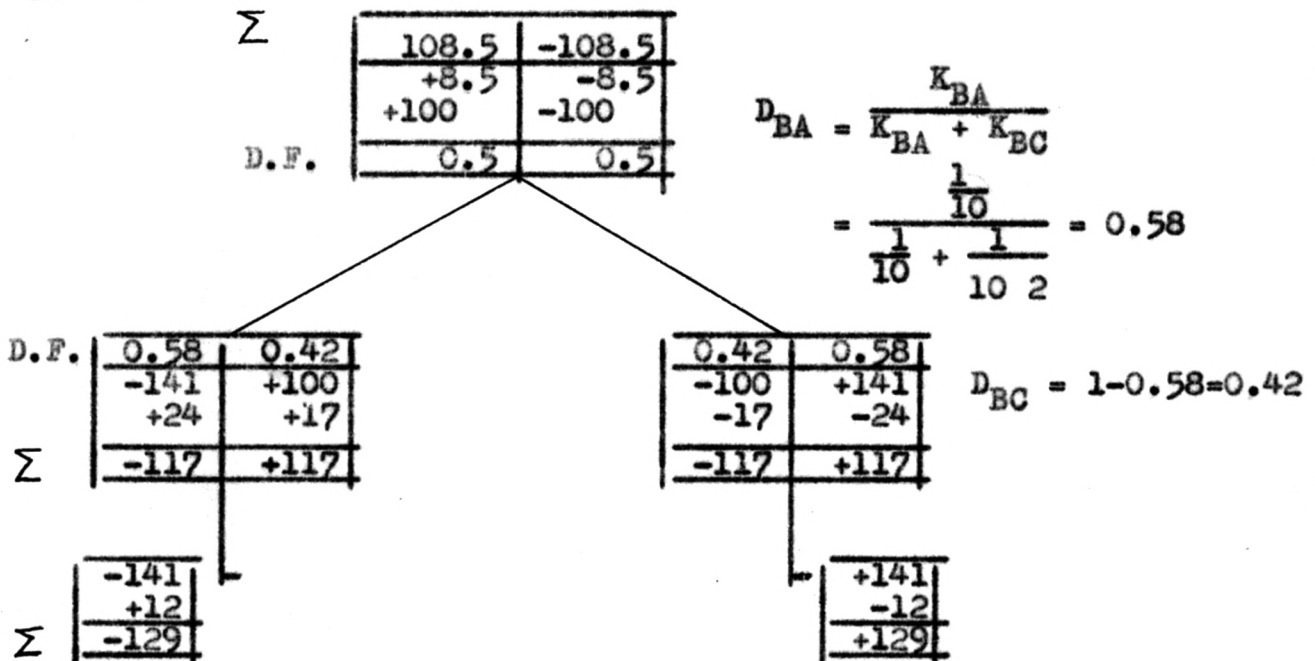 Σ
108.5 -108.5
+8.5 -8.5
+100 -100
D.F. 0.5 0.5
D_BA = K_BA / K_BA + K_BC
= 1/10 / 1/10 + 1/10 2 = 0.58
D.F. 0.58 0.42
-141 +100
+24 +17
Σ -117 +117
0.42 0.58
-100 +141
-17 -24
-117 +117
D_BC = 1-0.58=0.42
-141
+12
Σ -129
+141
-12
+129